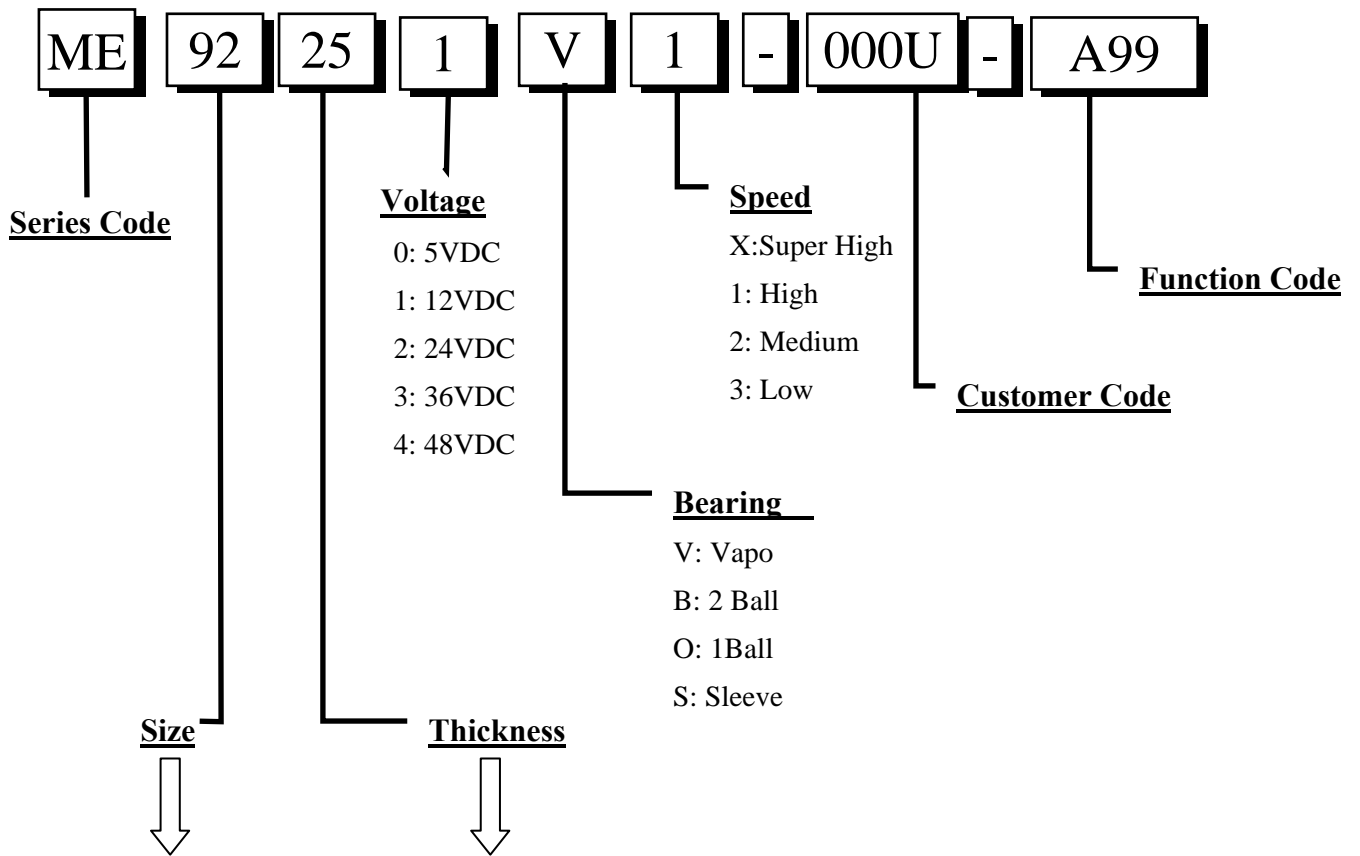 ME 92 25 1 V 1 - 000U - A99
Series Code
Voltage
0: 5VDC
1: 12VDC
2: 24VDC
3: 36VDC
4: 48VDC
Speed
X:Super High
1: High
2: Medium
3: Low
Function Code
Customer Code
Bearing
V: Vapo
B: 2 Ball
O: 1Ball
S: Sleeve
Size
Thickness